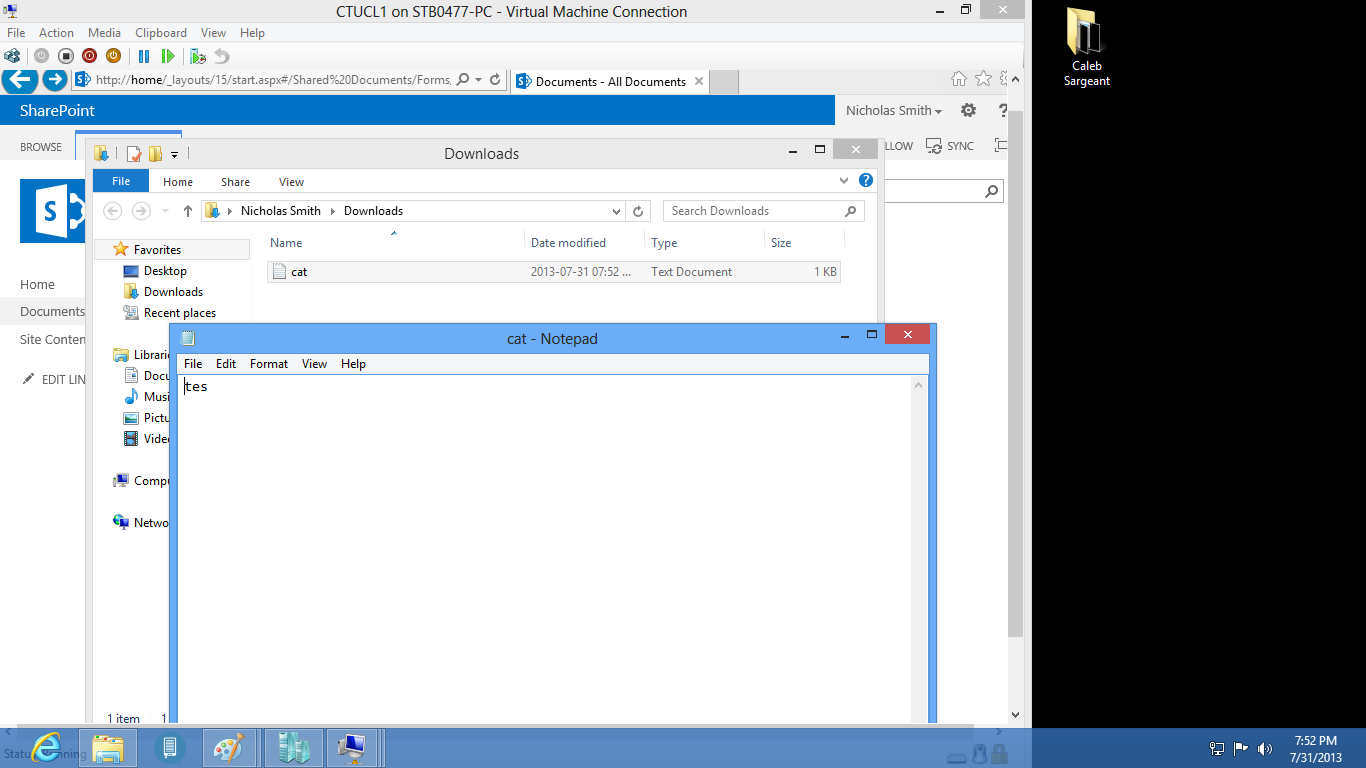 CTUCL1 on STB0477-PC - Virtual Machine Connection
File Action Media Clipboard View Help
http://home/_layouts/15/start.aspx#/Shared%20Documents/Forms,
Documents - All Documents
SharePoint
Nicholas Smith
BROWSE
LLOW
SYNC
Downloads
File Home Share View
Nicholas Smith Downloads
Search Downloads
Name Date modified Type Size
cat 2013-07-31 07:52 ... Text Document 1 KB
Favorites
Desktop
Downloads
Recent places
Librari
Docu
Musi
Pictu
Vide
Compu
Netwo
Home
Documents
Site Conten
EDIT LIN
cat - Notepad
File Edit Format View Help
tes
1 item 1
Caleb
Sargeant
7:52 PM
7/31/2013